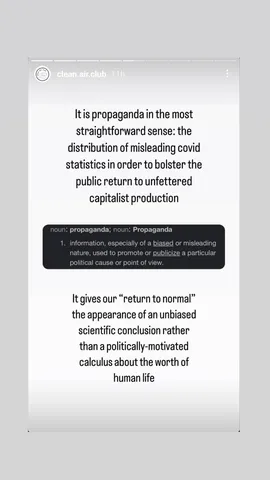 clean air.club 11h
It is propaganda in the most
straightforward sense: the
distribution of misleading covid
statistics in order to bolster the
public return to unfettered
capitalist production
noun: propaganda; noun: Propaganda
1. information, especially of a biased or misleading
nature, used to promote or publicize a particular
political cause or point of view.
It gives our “return to normal”
the appearance of an unbiased
scientific conclusion rather
than a politically-motivated
calculus about the worth of
human life